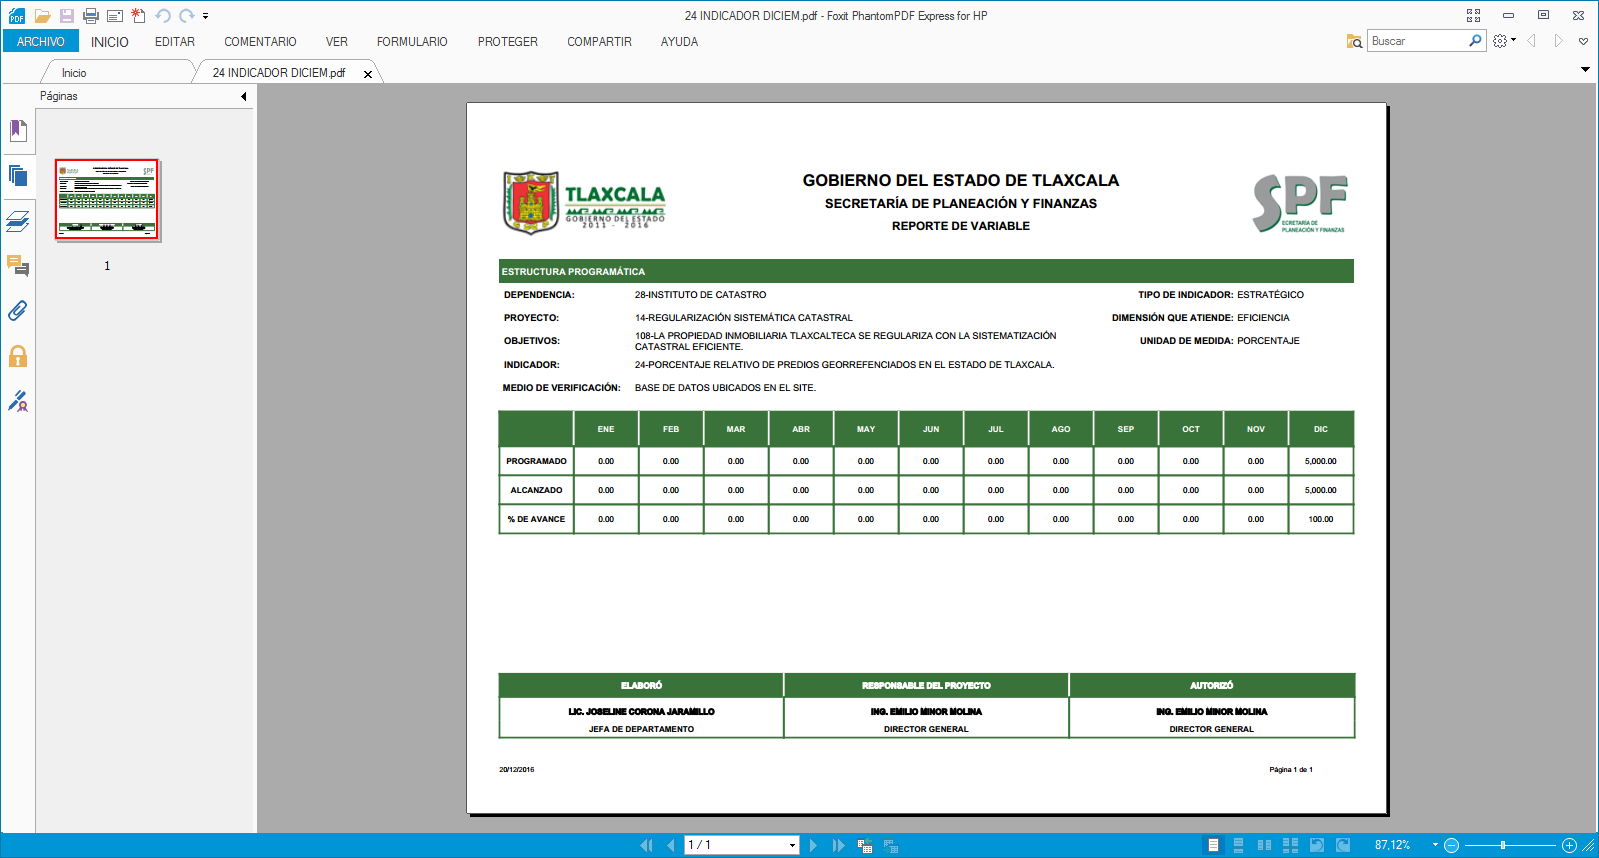 24 INDICADOR DICIEM.pdf - Foxit PhantomPDF Express for HP
ARCHIVO INICIO EDITAR COMENTARIO VER FORMULARIO PROTEGER COMPARTIR AYUDA Buscar
Inicio 24 INDICADOR DICIEM.pdf
Páginas
1
TLAXCALA
GOBIERNO DEL ESTADO
2011 - 2016
GOBIERNO DEL ESTADO DE TLAXCALA
SECRETARÍA DE PLANEACIÓN Y FINANZAS
REPORTE DE VARIABLE
SPF
SECRETARÍA DE
PLANEACIÓN Y FINANZAS
ESTRUCTURA PROGRAMÁTICA
DEPENDENCIA: 28-INSTITUTO DE CATASTRO TIPO DE INDICADOR: ESTRATÉGICO
PROYECTO: 14-REGULARIZACIÓN SISTEMÁTICA CATASTRAL DIMENSIÓN QUE ATIENDE: EFICIENCIA
OBJETIVOS: 108-LA PROPIEDAD INMOBILIARIA TLAXCALTECA SE REGULARIZA CON LA SISTEMATIZACIÓN
CATASTRAL EFICIENTE. UNIDAD DE MEDIDA: PORCENTAJE
INDICADOR: 24-PORCENTAJE RELATIVO DE PREDIOS GEORREFENCIADOS EN EL ESTADO DE TLAXCALA.
MEDIO DE VERIFICACIÓN: BASE DE DATOS UBICADOS EN EL SITE.
ENE FEB MAR ABR MAY JUN JUL AGO SEP OCT NOV DIC
PROGRAMADO 0.00 0.00 0.00 0.00 0.00 0.00 0.00 0.00 0.00 0.00 0.00 5,000.00
ALCANZADO 0.00 0.00 0.00 0.00 0.00 0.00 0.00 0.00 0.00 0.00 0.00 5,000.00
% DE AVANCE 0.00 0.00 0.00 0.00 0.00 0.00 0.00 0.00 0.00 0.00 0.00 100.00
ELABORÓ RESPONSABLE DEL PROYECTO AUTORIZÓ
LIC. JOSELINE CORONA JARAMILLO ING. EMILIO MINOR MOLINA ING. EMILIO MINOR MOLINA
JEFA DE DEPARTAMENTO DIRECTOR GENERAL DIRECTOR GENERAL
20/12/2016 Página 1 de 1
1 / 1 87,12%